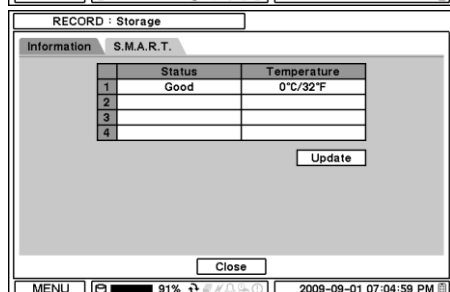 RECORD : Storage
Information S.M.A.R.T.
Status Temperature
1 Good 0°C/32°F
2
3
4
Update
Close
MENU 91% 2009-09-01 07:04:59 PM